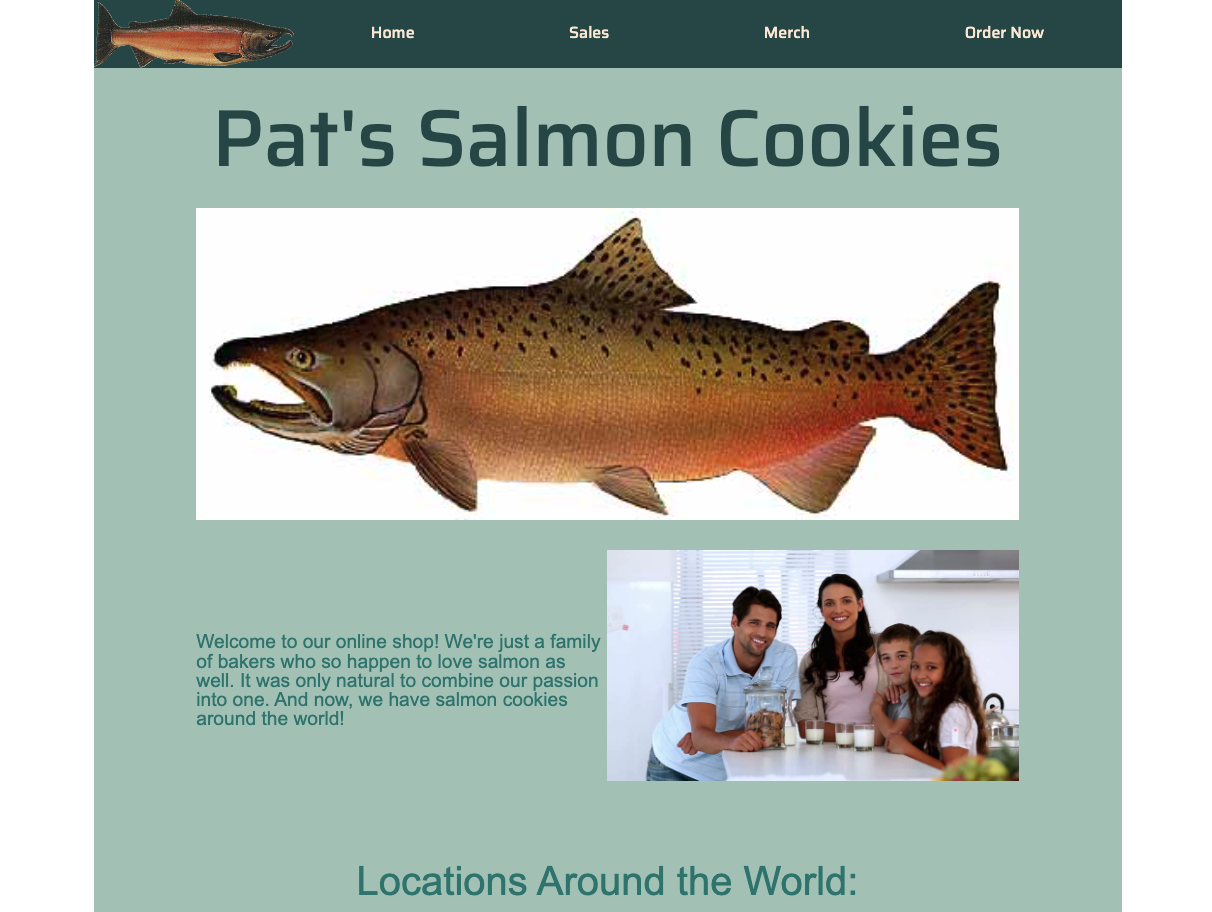 Home Sales Merch Order Now
Pat's Salmon Cookies
Welcome to our online shop! We're just a family
of bakers who so happen to love salmon as
well. It was only natural to combine our passion
into one. And now, we have salmon cookies
around the world!
Locations Around the World: